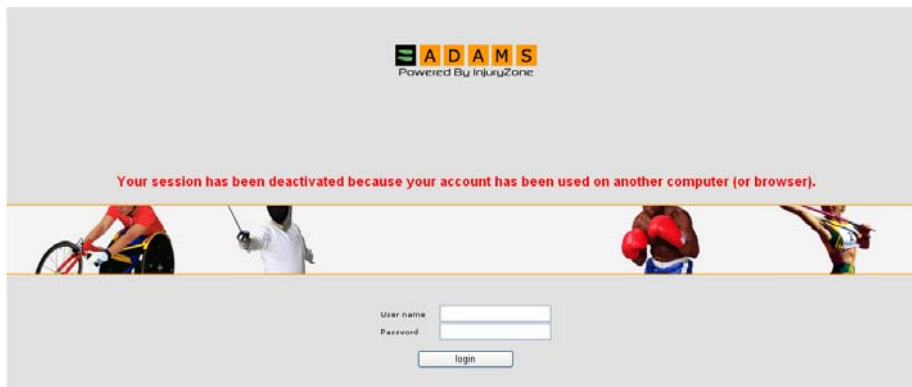 ADAMS
Powered By InjuryZone
Your session has been deactivated because your account has been used on another computer (or browser).
User name
Password
login